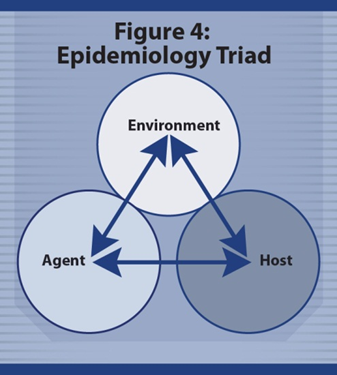 Figure 4:
Epidemiology Triad
Environment
Agent
Host